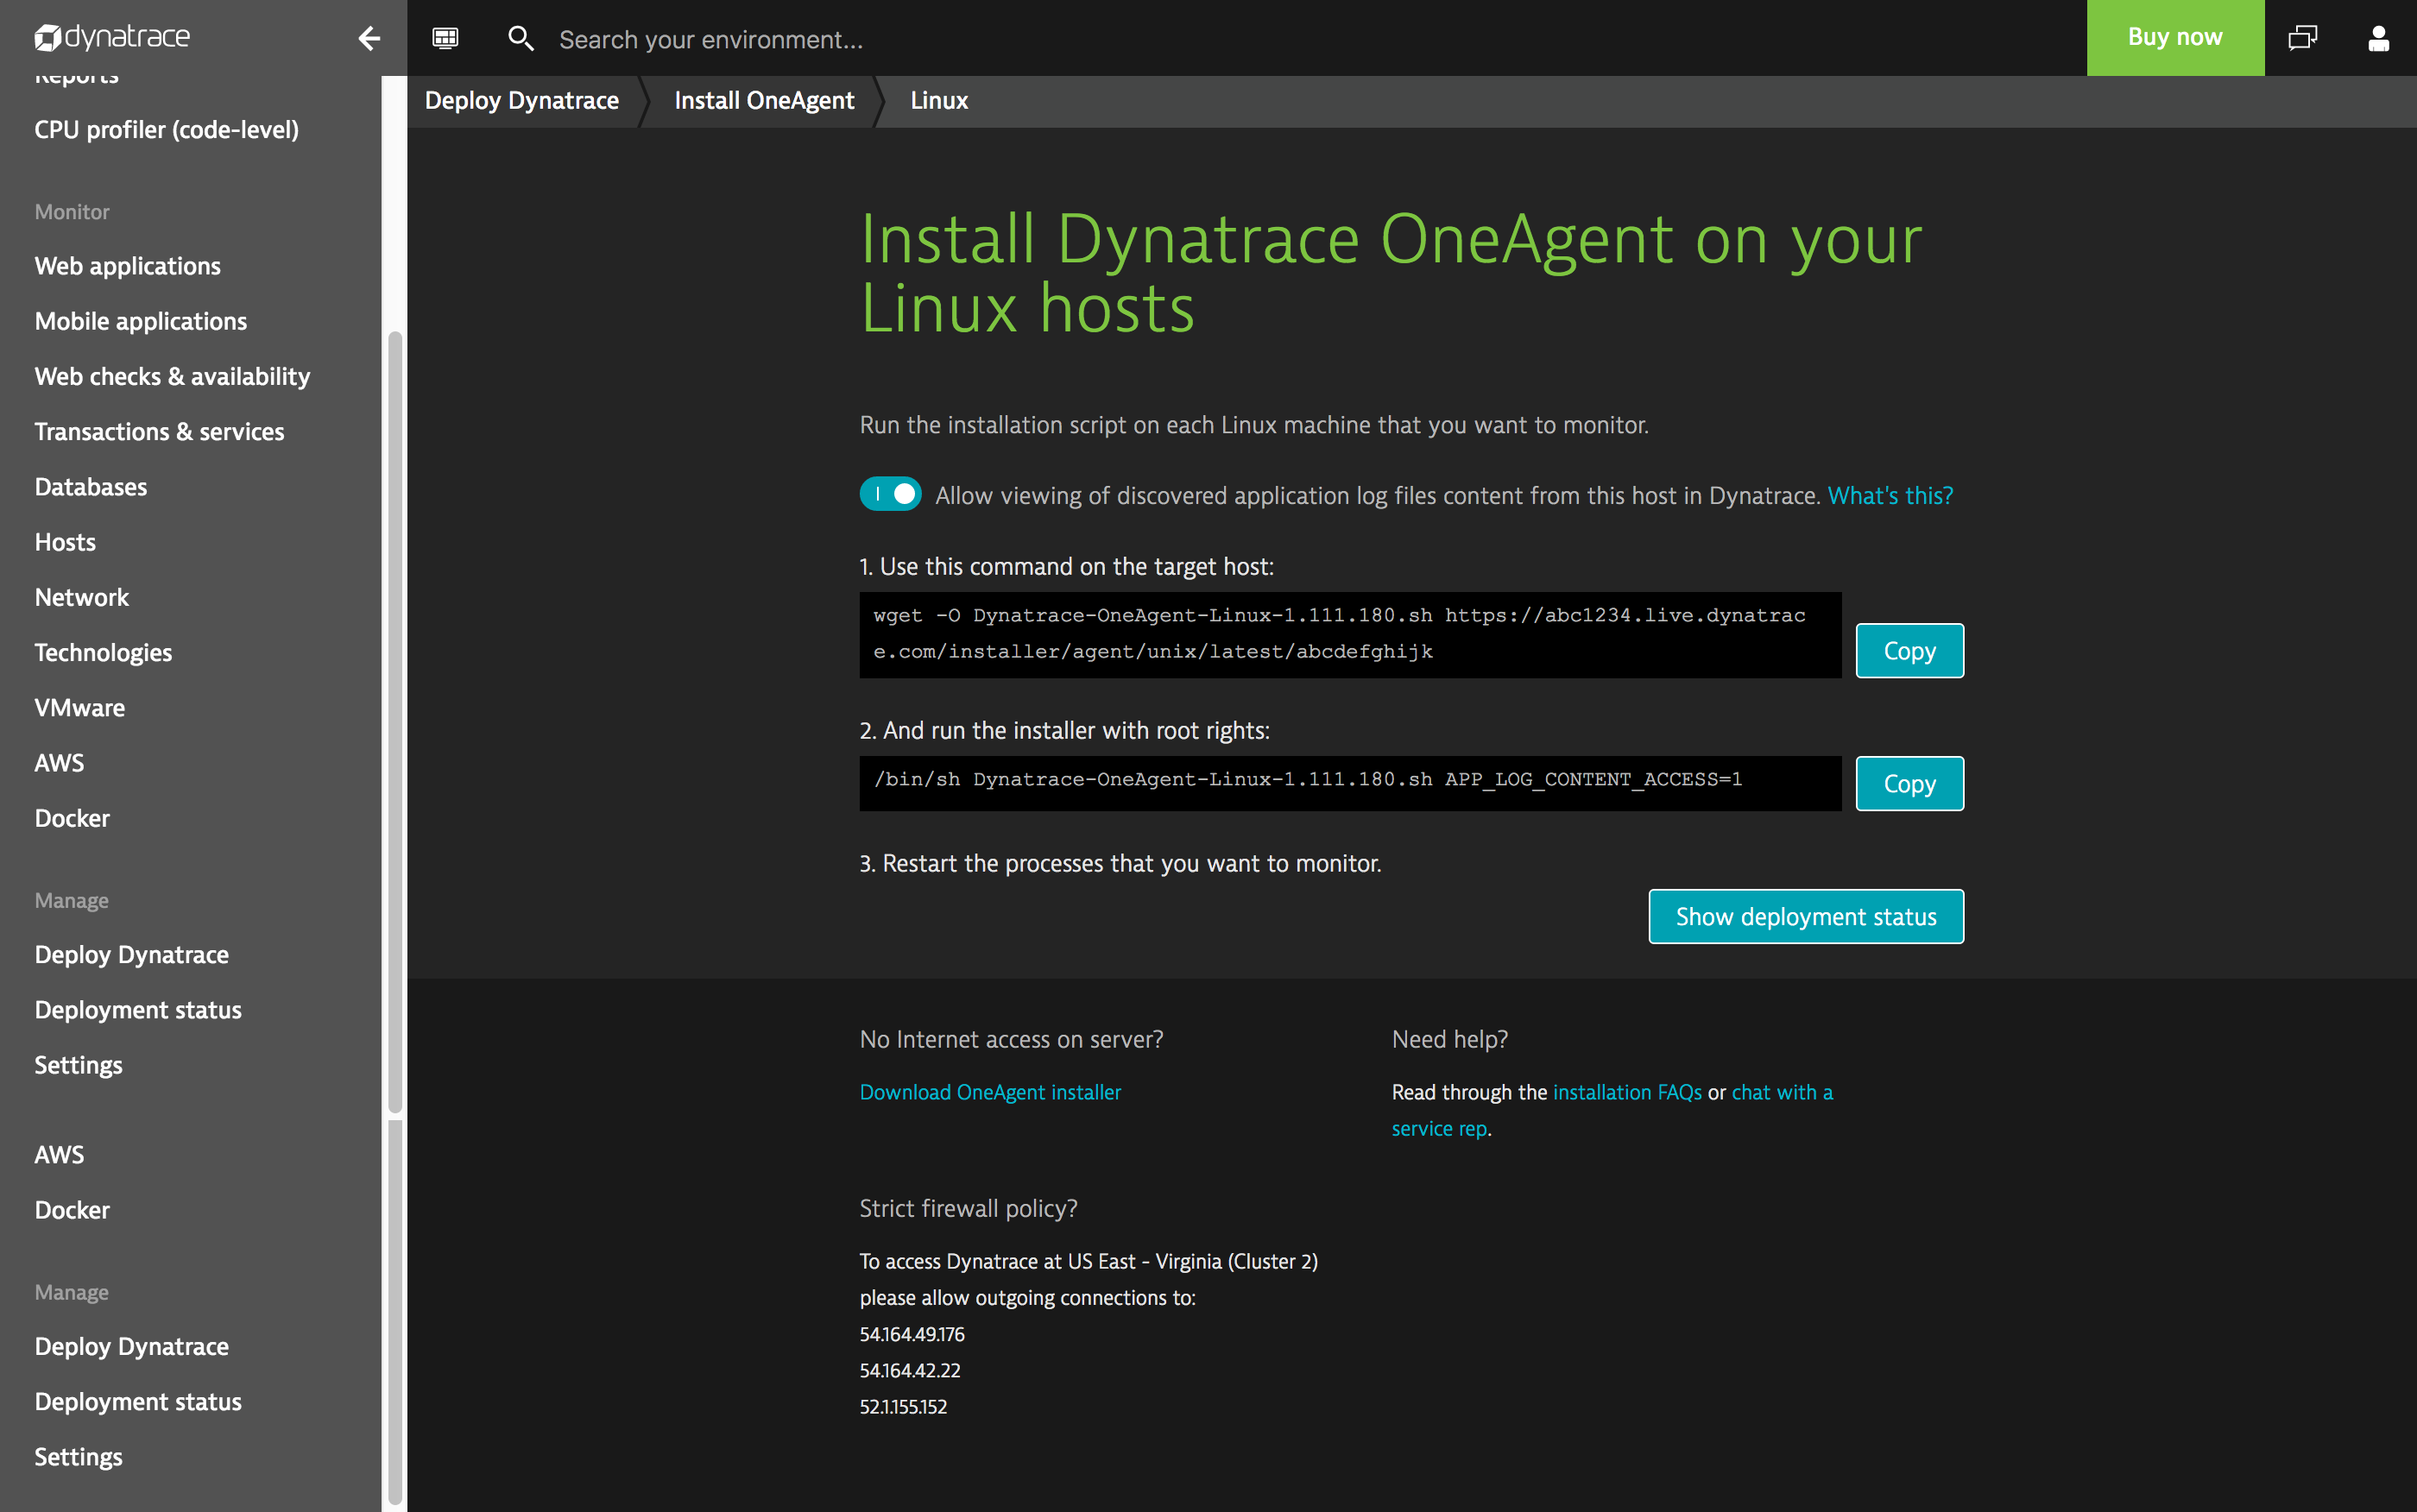 dynatrace
Search your environment...
Buy now
Reports
CPU profiler (code-level)
Monitor
Web applications
Mobile applications
Web checks & availability
Transactions & services
Databases
Hosts
Network
Technologies
VMware
AWS
Docker
Manage
Deploy Dynatrace
Deployment status
Settings
AWS
Docker
Manage
Deploy Dynatrace
Deployment status
Settings
Deploy Dynatrace
Install OneAgent
Linux
Install Dynatrace OneAgent on your
Linux hosts
Run the installation script on each Linux machine that you want to monitor.
Allow viewing of discovered application log files content from this host in Dynatrace. What's this?
1. Use this command on the target host:
wget -O Dynatrace-OneAgent-Linux-1.111.180.sh https://abc1234.live.dynatrac
e.com/installer/agent/unix/latest/abcdefghijk
Copy
2. And run the installer with root rights:
/bin/sh Dynatrace-OneAgent-Linux-1.111.180.sh APP_LOG_CONTENT_ACCESS=1
Copy
3. Restart the processes that you want to monitor.
Show deployment status
No Internet access on server?
Download OneAgent installer
Need help?
Read through the installation FAQs or chat with a
service rep.
Strict firewall policy?
To access Dynatrace at US East - Virginia (Cluster 2)
please allow outgoing connections to:
54.164.49.176
54.164.42.22
52.1.155.152